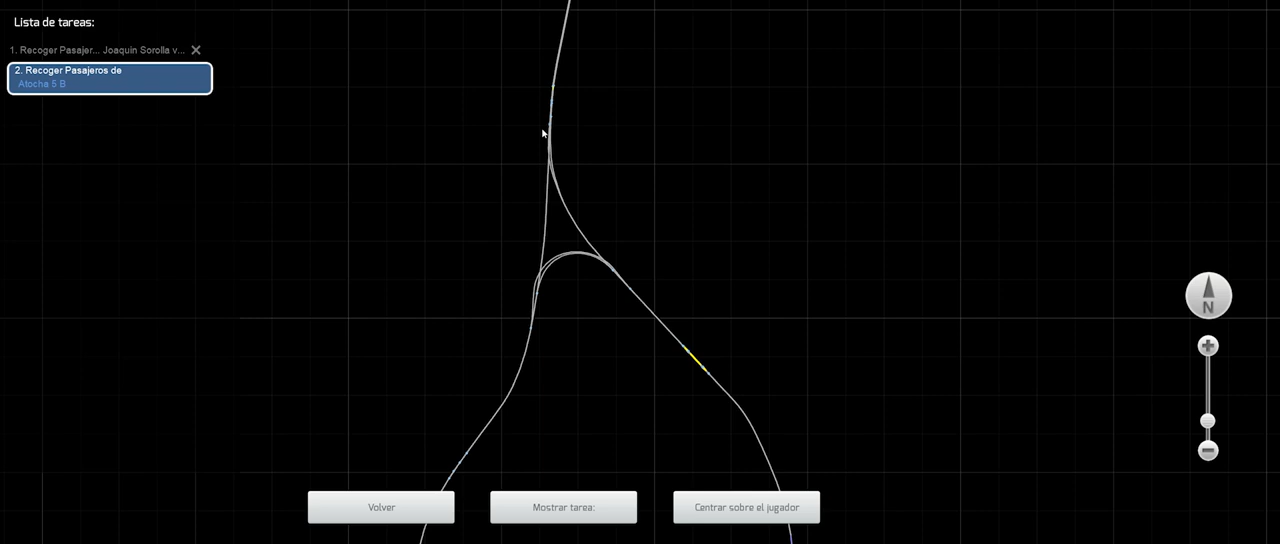 Lista de tareas:
1. Recoger Pasajer... Joaquin Sorolla v...
2. Recoger Pasajeros de
Atocha 5 B
N
Volver
Mostrar tarea:
Centrar sobre el jugador